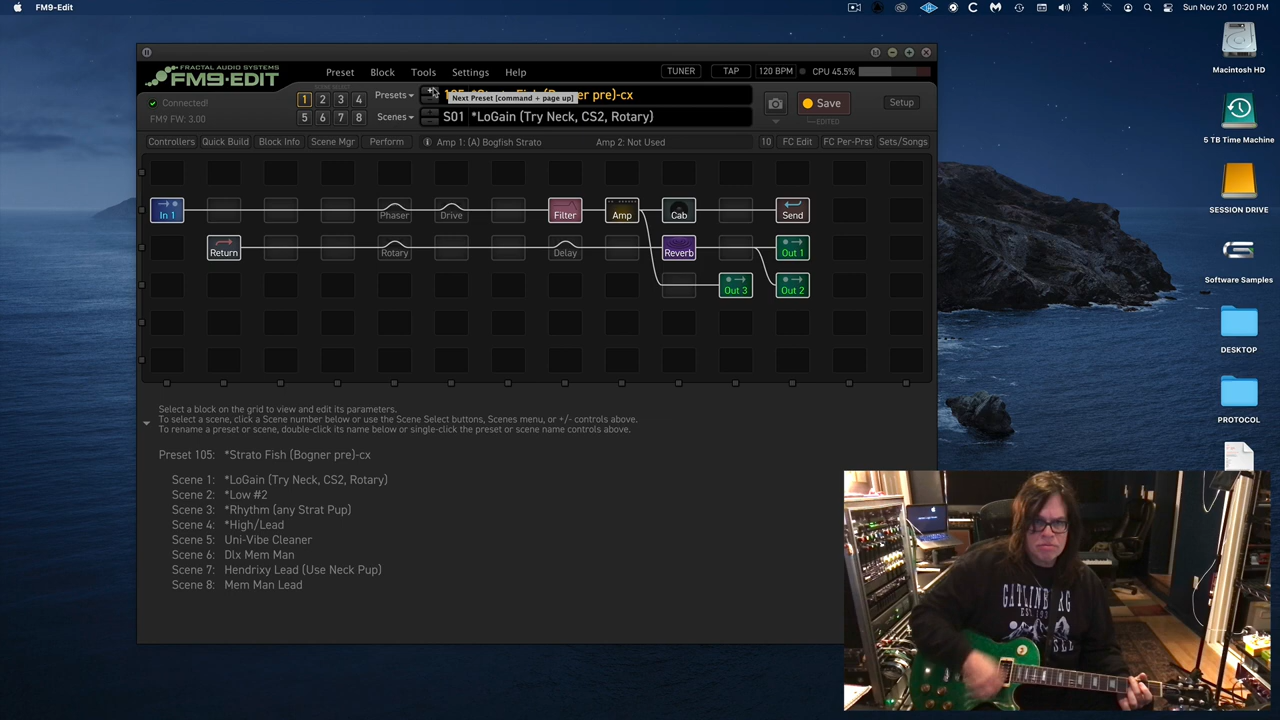 FM9-Edit
Sun Nov 20 10:20 PM
FRACTAL AUDIO SYSTEMS
FM9-EDIT
Preset Block Tools Settings Help
TUNER
TAP
120 BPM
CPU 45.5%
Connected!
FM9 FW: 3.00
SCENE SELECT
1 2 3 4
5 6 7 8
Presets
pre)-cx
Next Preset [command + page up]
Scenes
S01 *LoGain (Try Neck, CS2, Rotary)
Save
EDITED
Setup
Controllers Quick Build Block Info Scene Mgr Perform
Amp 1: (A) Bogfish Strato
Amp 2: Not Used
10 FC Edit FC Per-Prst Sets/Songs
In 1 Phaser Drive Filter Amp Cab Send
Return Rotary Delay Reverb Out 1
Out 3 Out 2
Select a block on the grid to view and edit its parameters.
To select a scene, click a Scene number below or use the Scene Select buttons, Scenes menu, or +/- controls above.
To rename a preset or scene, double-click its name below or single-click the preset or scene name controls above.
Preset 105: *Strato Fish (Bogner pre)-cx
Scene 1: *LoGain (Try Neck, CS2, Rotary)
Scene 2: *Low #2
Scene 3: *Rhythm (any Strat Pup)
Scene 4: *High/Lead
Scene 5: Uni-Vibe Cleaner
Scene 6: Dlx Mem Man
Scene 7: Hendrixy Lead (Use Neck Pup)
Scene 8: Mem Man Lead
Macintosh HD
5 TB Time Machine
SESSION DRIVE
Software Samples
DESKTOP
PROTOCOL